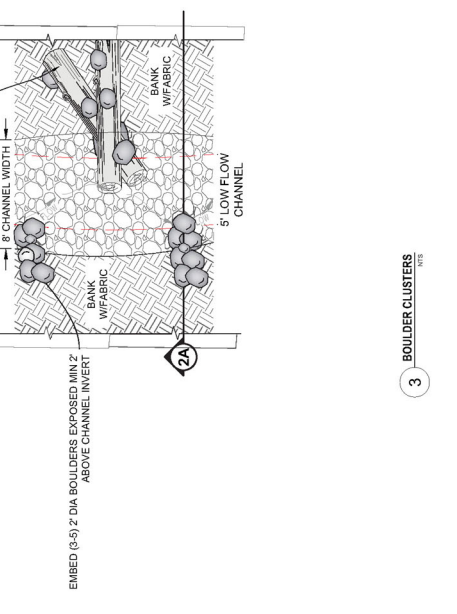 8' CHANNEL WIDTH
BANK
W/FABRIC
5' LOW FLOW
CHANNEL
BANK
W/FABRIC
EMBED (3-5) 2' DIA BOULDERS EXPOSED MIN 2'
ABOVE CHANNEL INVERT
2A
3
BOULDER CLUSTERS
NTS